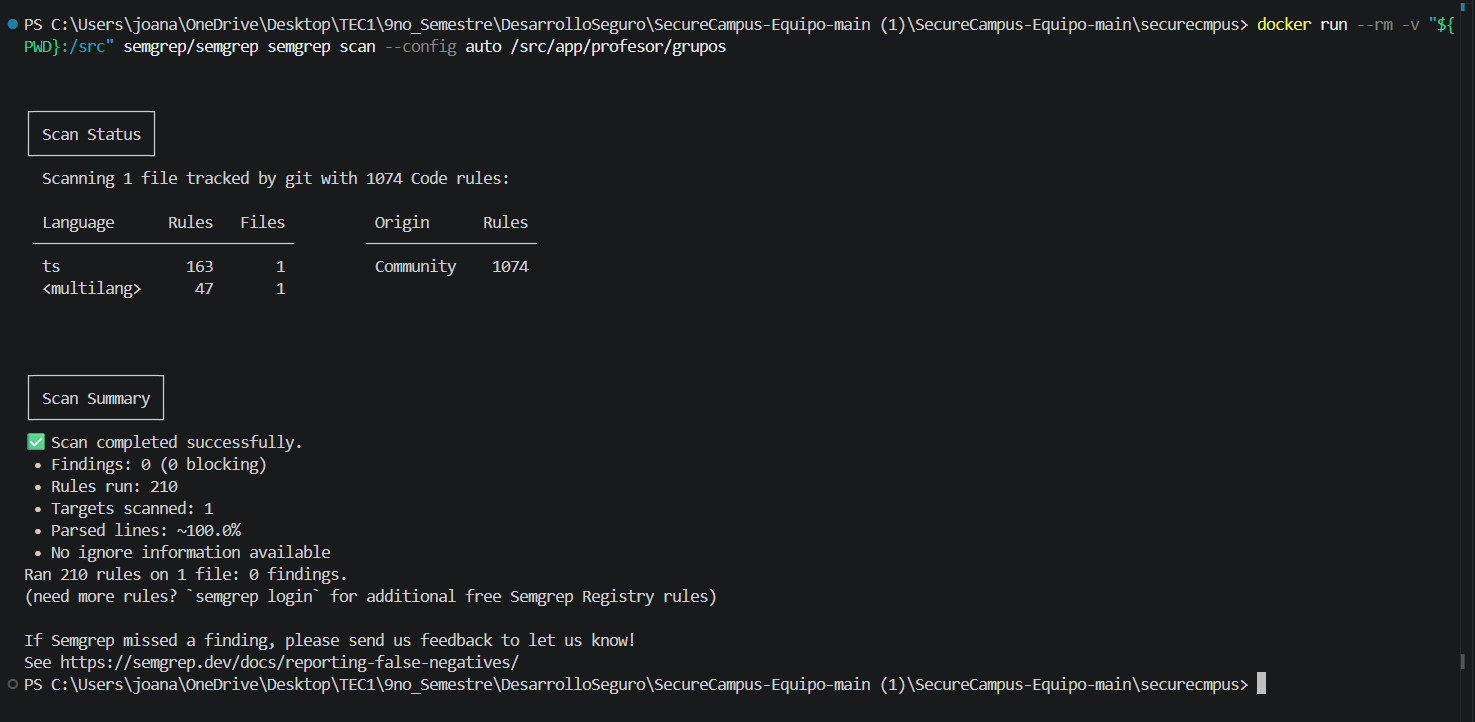 PS C:\Users\joana\OneDrive\Desktop\TEC1\9no_Semestre\DesarrolloSeguro\SecureCampus-Equipo-main (1)\SecureCampus-Equipo-main\securecmpus> docker run --rm -v "${
PWD}:/src" semgrep/semgrep semgrep scan --config auto /src/app/profesor/grupos
Scan Status
Scanning 1 file tracked by git with 1074 Code rules:
Language Rules Files Origin Rules
ts 163 1 Community 1074
<multilang> 47 1
Scan Summary
✅ Scan completed successfully.
• Findings: 0 (0 blocking)
• Rules run: 210
• Targets scanned: 1
• Parsed lines: ~100.0%
• No ignore information available
Ran 210 rules on 1 file: 0 findings.
(need more rules? `semgrep login` for additional free Semgrep Registry rules)
If Semgrep missed a finding, please send us feedback to let us know!
See https://semgrep.dev/docs/reporting-false-negatives/
PS C:\Users\joana\OneDrive\Desktop\TEC1\9no_Semestre\DesarrolloSeguro\SecureCampus-Equipo-main (1)\SecureCampus-Equipo-main\securecmpus>